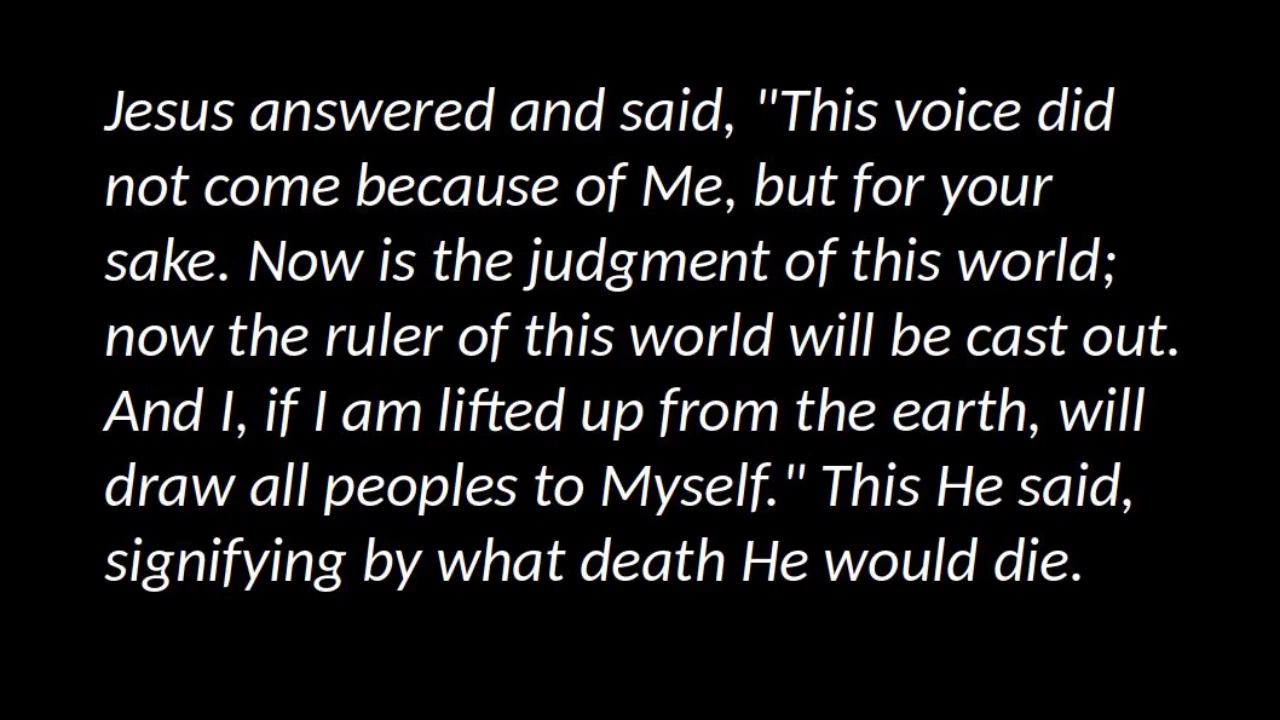 Jesus answered and said, "This voice did
not come because of Me, but for your
sake. Now is the judgment of this world;
now the ruler of this world will be cast out.
And I, if I am lifted up from the earth, will
draw all peoples to Myself." This He said,
signifying by what death He would die.